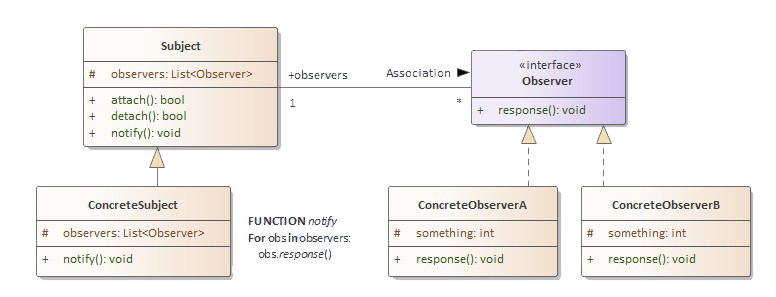 Subject
# observers: List<Observer>
+ attach(): bool
+ detach(): bool
+ notify(): void
+observers
Association
1
*
«interface»
Observer
+ response(): void
ConcreteSubject
# observers: List<Observer>
+ notify(): void
FUNCTION notify
For obs in observers:
obs.response()
ConcreteObserverA
# something: int
+ response(): void
ConcreteObserverB
# something: int
+ response(): void